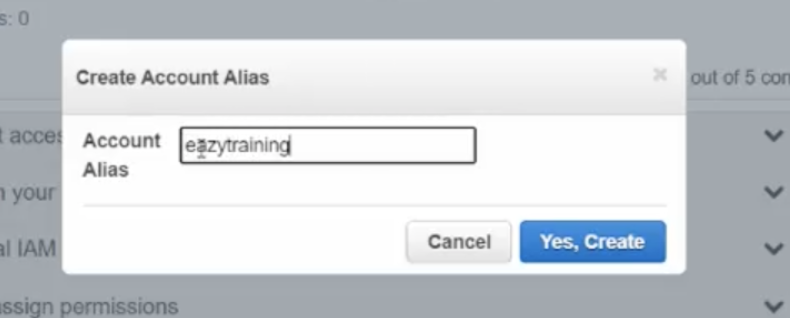 s: 0
Create Account Alias
×
out of 5 con
t acces
Account
Alias
eazytraining
n your
Cancel
Yes, Create
al IAM
assign permissions